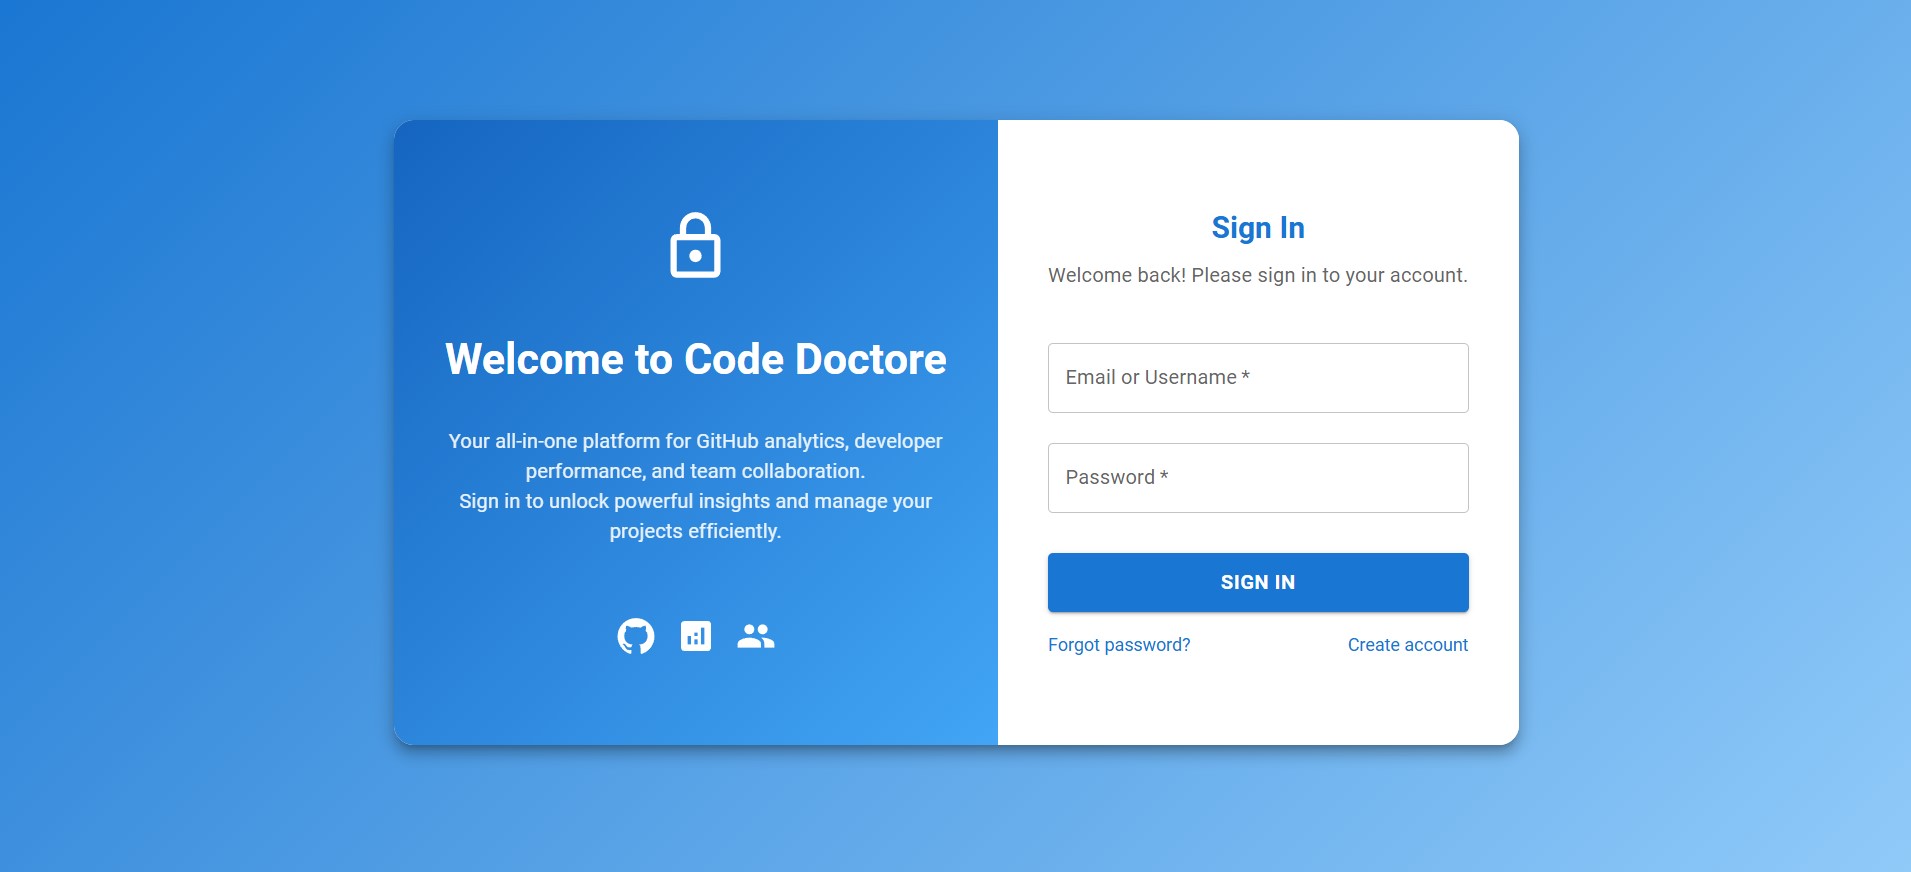 Welcome to Code Doctore
Your all-in-one platform for GitHub analytics, developer
performance, and team collaboration.
Sign in to unlock powerful insights and manage your
projects efficiently.
Sign In
Welcome back! Please sign in to your account.
Email or Username *
Password *
SIGN IN
Forgot password?
Create account